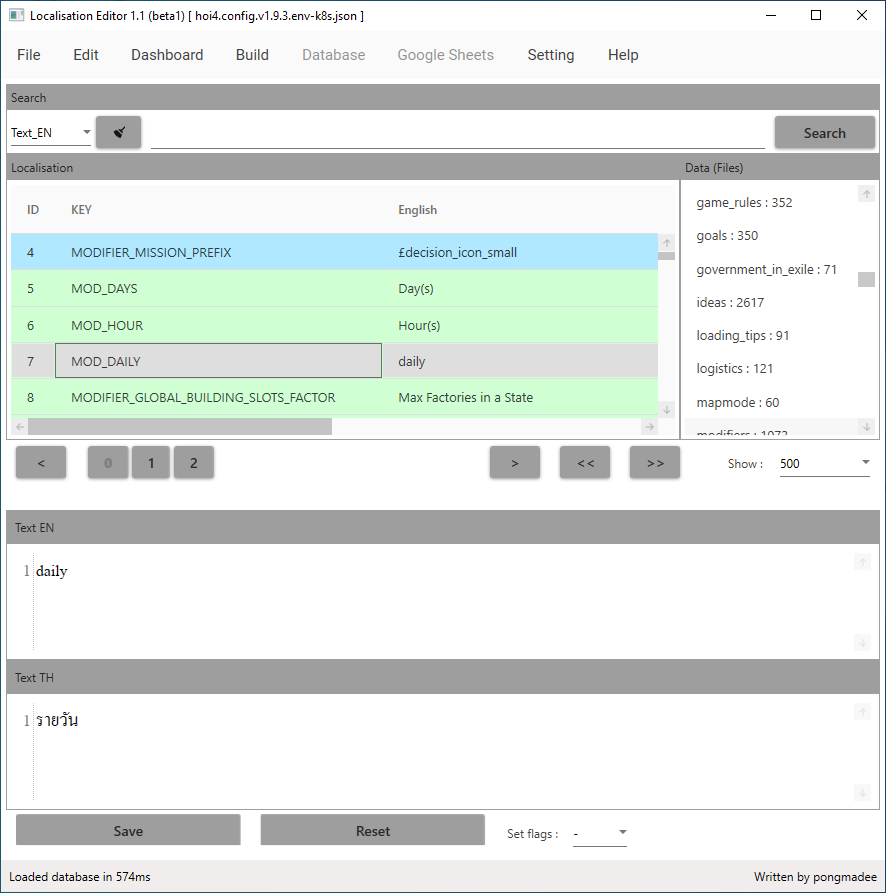 Localisation Editor 1.1 (beta1) [ hoi4.config.v1.9.3.env-k8s.json ]
File Edit Dashboard Build Database Google Sheets Setting Help
Search
Text_EN Search
Localisation
ID KEY English
4 MODIFIER_MISSION_PREFIX £decision_icon_small
5 MOD_DAYS Day(s)
6 MOD_HOUR Hour(s)
7 MOD_DAILY daily
8 MODIFIER_GLOBAL_BUILDING_SLOTS_FACTOR Max Factories in a State
Data (Files)
game_rules : 352
goals : 350
government_in_exile : 71
ideas : 2617
loading_tips : 91
logistics : 121
mapmode : 60
modifiers : 1073
< 0 1 2 > << >> Show : 500
Text EN
1 daily
Text TH
1 รายวัน
Save Reset Set flags : -
Loaded database in 574ms Written by pongmadee